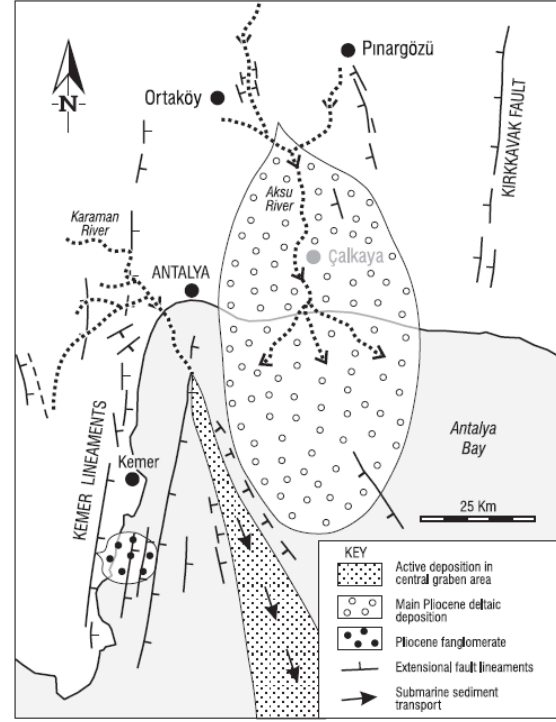 Pınargözü
Ortaköy
N
KIRKKAVAK FAULT
Aksu
River
Karaman
River
Çalkaya
ANTALYA
Antalya
Bay
KEMER LINEAMENTS
Kemer
25 Km
KEY
Active deposition in
central graben area
Main Pliocene deltaic
deposition
Pliocene fanglomerate
Extensional fault lineaments
Submarine sediment
transport